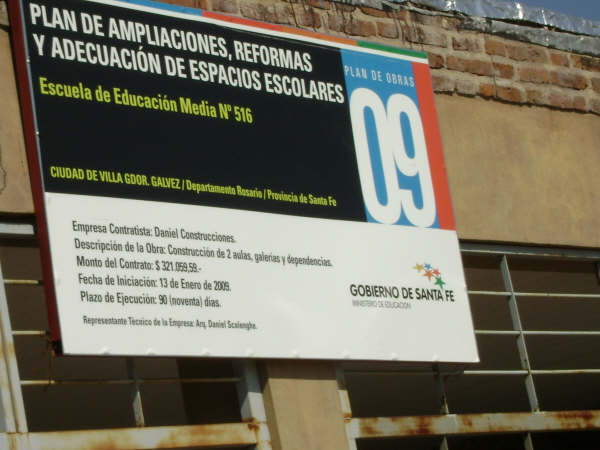 PLAN DE AMPLIACIONES, REFORMAS
Y ADECUACIÓN DE ESPACIOS ESCOLARES
Escuela de Educación Media Nº 516
CIUDAD DE VILLA GDOR. GALVEZ / Departamento Rosario / Provincia de Santa Fe
PLAN DE OBRAS
09
Empresa Contratista: Daniel Construcciones.
Descripción de la Obra: Construcción de 2 aulas, galerías y dependencias.
Monto del Contrato: $ 321.059,59.-
Fecha de Iniciación: 13 de Enero de 2009.
Plazo de Ejecución: 90 (noventa) días.
Representante Técnico de la Empresa: Arq. Daniel Scalenghe.
GOBIERNO DE SANTA FE
MINISTERIO DE EDUCACION